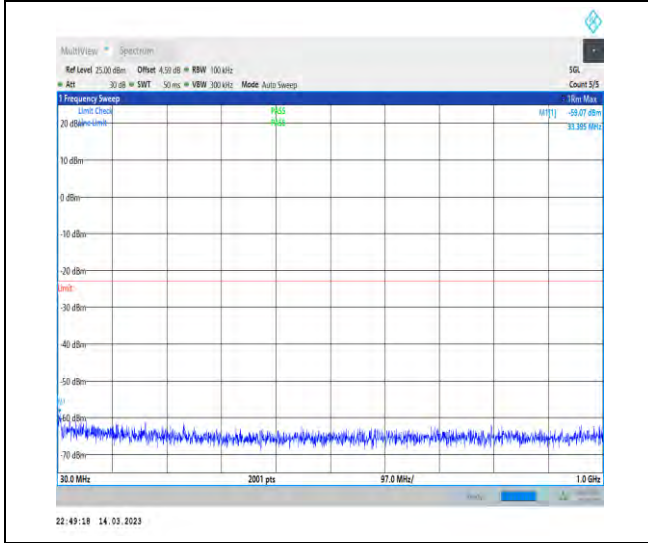 MultiView Spectrum
Ref Level 25.00 dBm Offset 4.50 dB RBW 100 kHz SGL
Att 30 dB SWT 50 ms VBW 300 kHz Mode Auto Sweep Count 5/5
1 Frequency Sweep 1Rm Max
Limit Check PASS M1[1] -59.07 dBm
20 dBm Line Limit PASS 33.395 MHz
10 dBm
0 dBm
-10 dBm
-20 dBm
Limit
-30 dBm
-40 dBm
-50 dBm
M1
-60 dBm
-70 dBm
30.0 MHz 2001 pts 97.0 MHz/ 1.0 GHz
22:49:18 14.03.2023